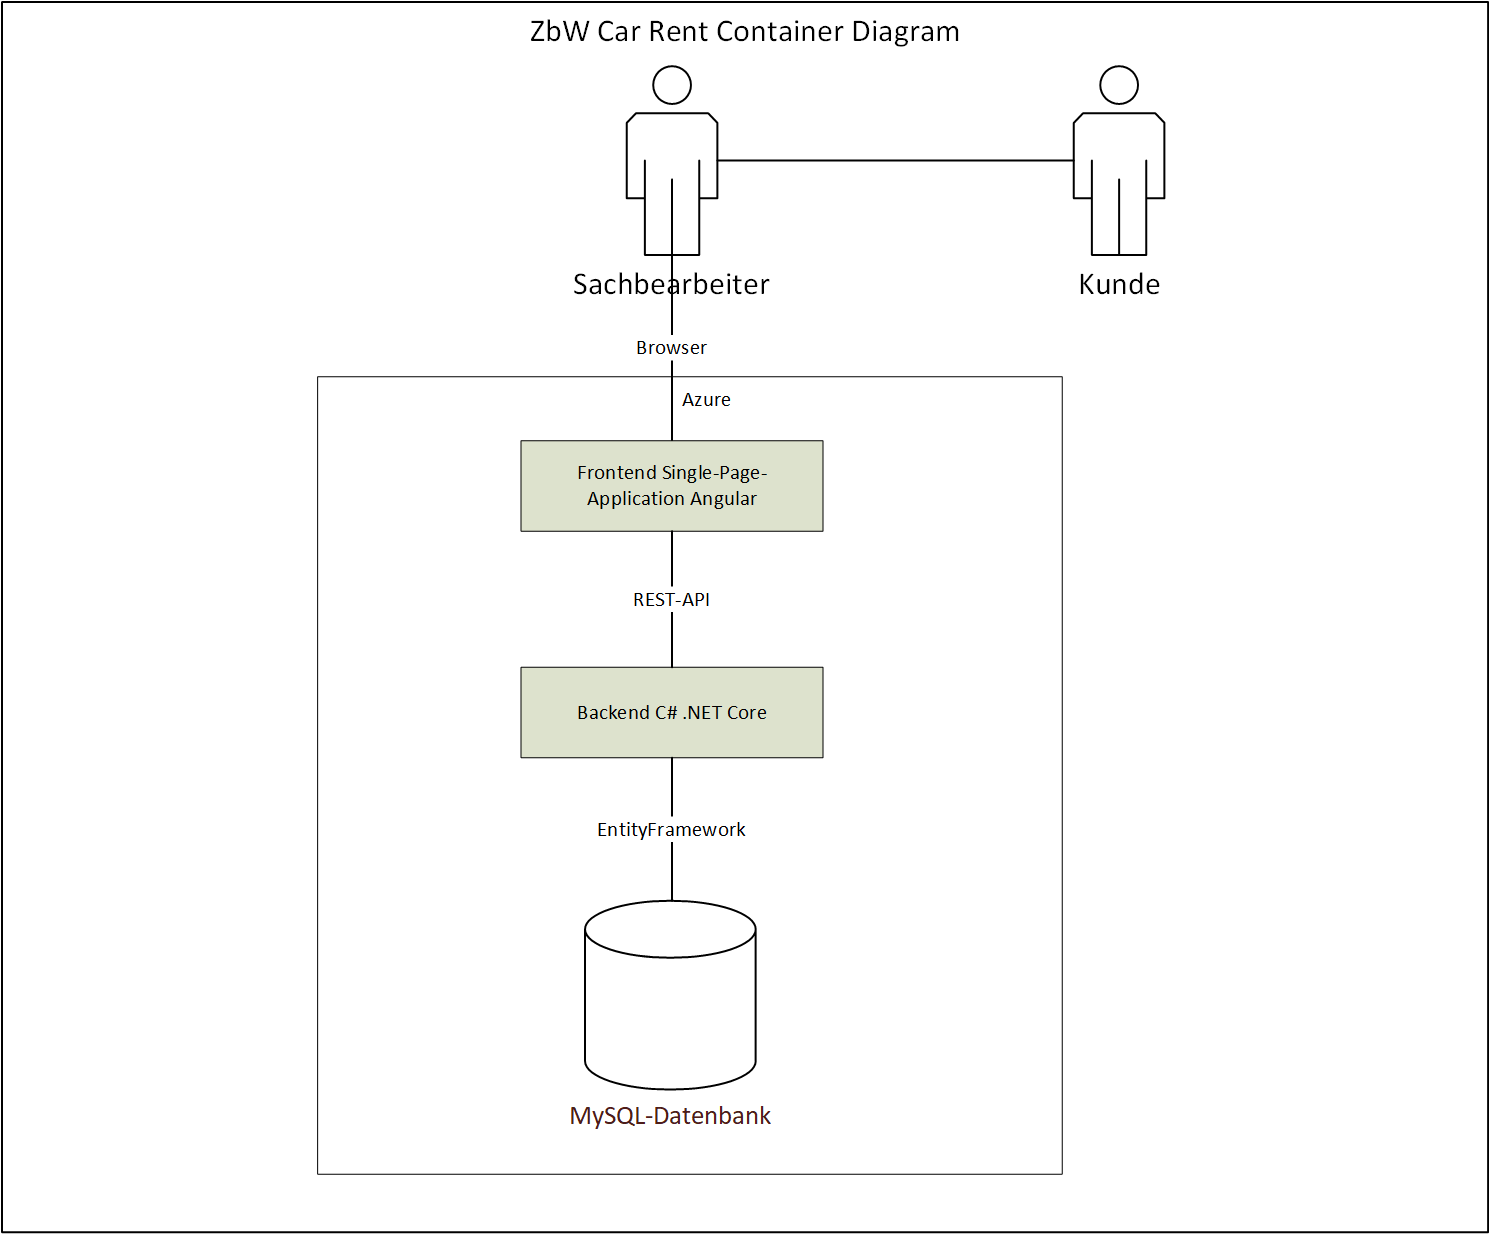 ZbW Car Rent Container Diagram
Sachbearbeiter
Kunde
Browser
Azure
Frontend Single-Page-
Application Angular
REST-API
Backend C# .NET Core
EntityFramework
MySQL-Datenbank